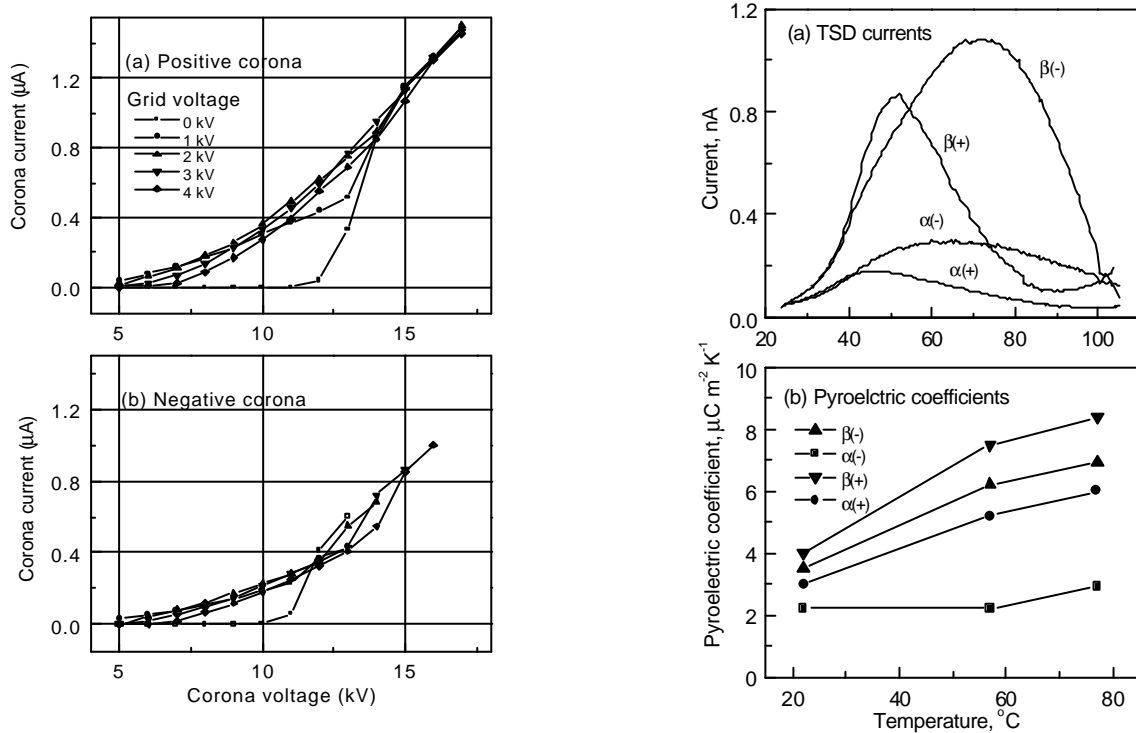 (a) Positive corona
Grid voltage
0 kV
1 kV
2 kV
3 kV
4 kV
Corona current (μA)
1.2
0.8
0.4
0.0
5
10
15
(b) Negative corona
Corona current (μA)
1.2
0.8
0.4
0.0
5
10
15
Corona voltage (kV)
(a) TSD currents
β(-)
β(+)
α(-)
α(+)
Current, nA
1.2
0.8
0.4
0.0
20
40
60
80
100
(b) Pyroelctric coefficients
β(-)
α(-)
β(+)
α(+)
Pyroelectric coefficient, μC m-2 K-1
10
8
6
4
2
0
20
40
60
80
Temperature, oC